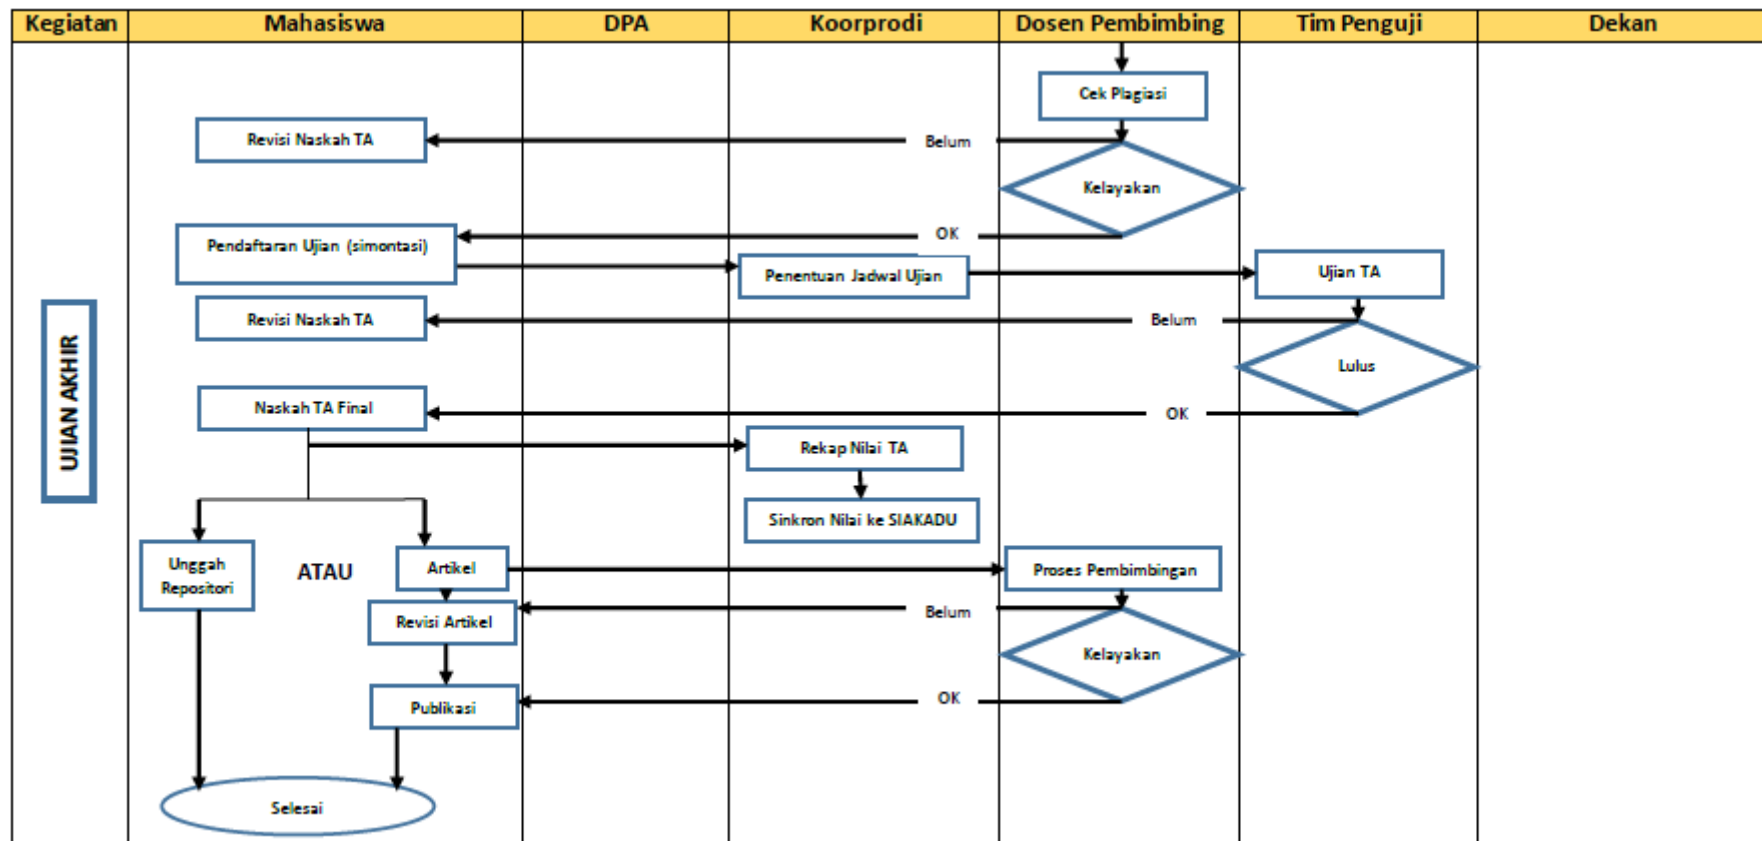 Kegiatan
Mahasiswa
DPA
Koorprodi
Dosen Pembimbing
Tim Penguji
Dekan
Cek Plagiasi
Revisi Naskah TA
Belum
Kelayakan
OK
Pendaftaran Ujian (simontasi)
Penentuan Jadwal Ujian
Ujian TA
Revisi Naskah TA
Belum
Lulus
UJIAN AKHIR
Naskah TA Final
OK
Rekap Nilai TA
Sinkron Nilai ke SIAKADU
Unggah
Repositori
ATAU
Artikel
Proses Pembimbingan
Revisi Artikel
Belum
Kelayakan
OK
Publikasi
Selesai